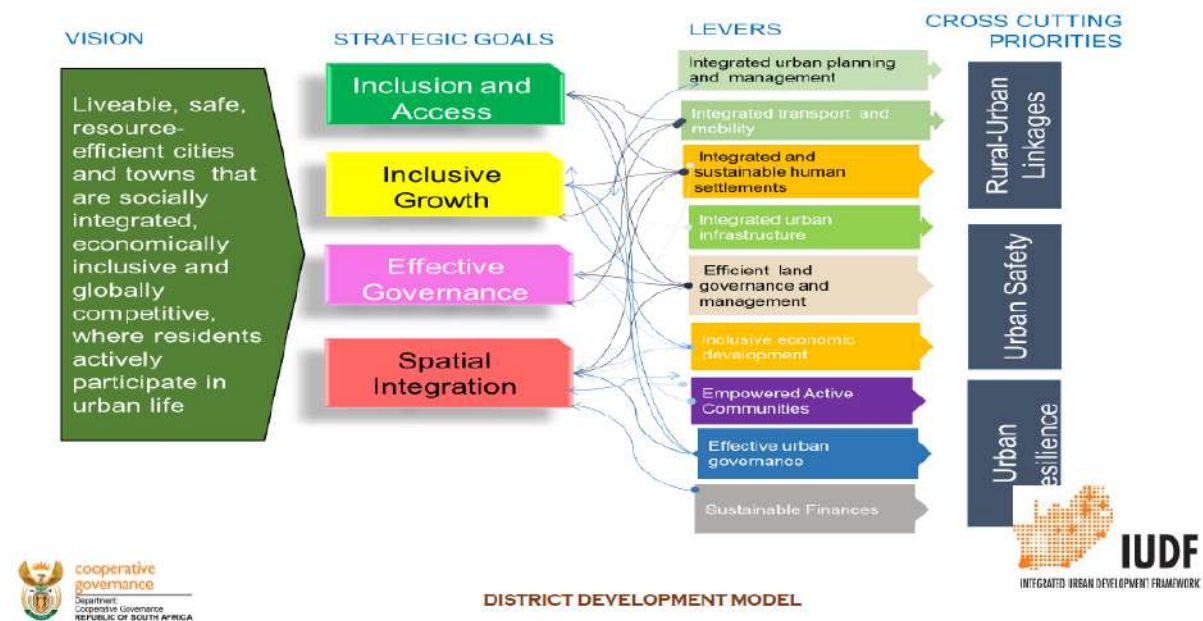 VISION
Liveable, safe,
resource-
efficient cities
and towns that
are socially
integrated,
economically
inclusive and
globally
competitive,
where residents
actively
participate in
urban life
STRATEGIC GOALS
Inclusion and
Access
Inclusive
Growth
Effective
Governance
Spatial
Integration
LEVERS
Integrated urban planning
and management
Integrated transport and
mobility
Integrated and
sustainable human
settlements
Integrated urban
infrastructure
Efficient land
governance and
management
Inclusive economic
development
Empowered Active
Communities
Effective urban
governance
Sustainable Finances
CROSS CUTTING
PRIORITIES
Rural-Urban
Linkages
Urban Safety
Urban
esilience
IUDF
INTEGRATED URBAN DEVELOPMENT FRAMEWORK
cooperative
governance
Department:
Cooperative Governance
REPUBLIC OF SOUTH AFRICA
DISTRICT DEVELOPMENT MODEL